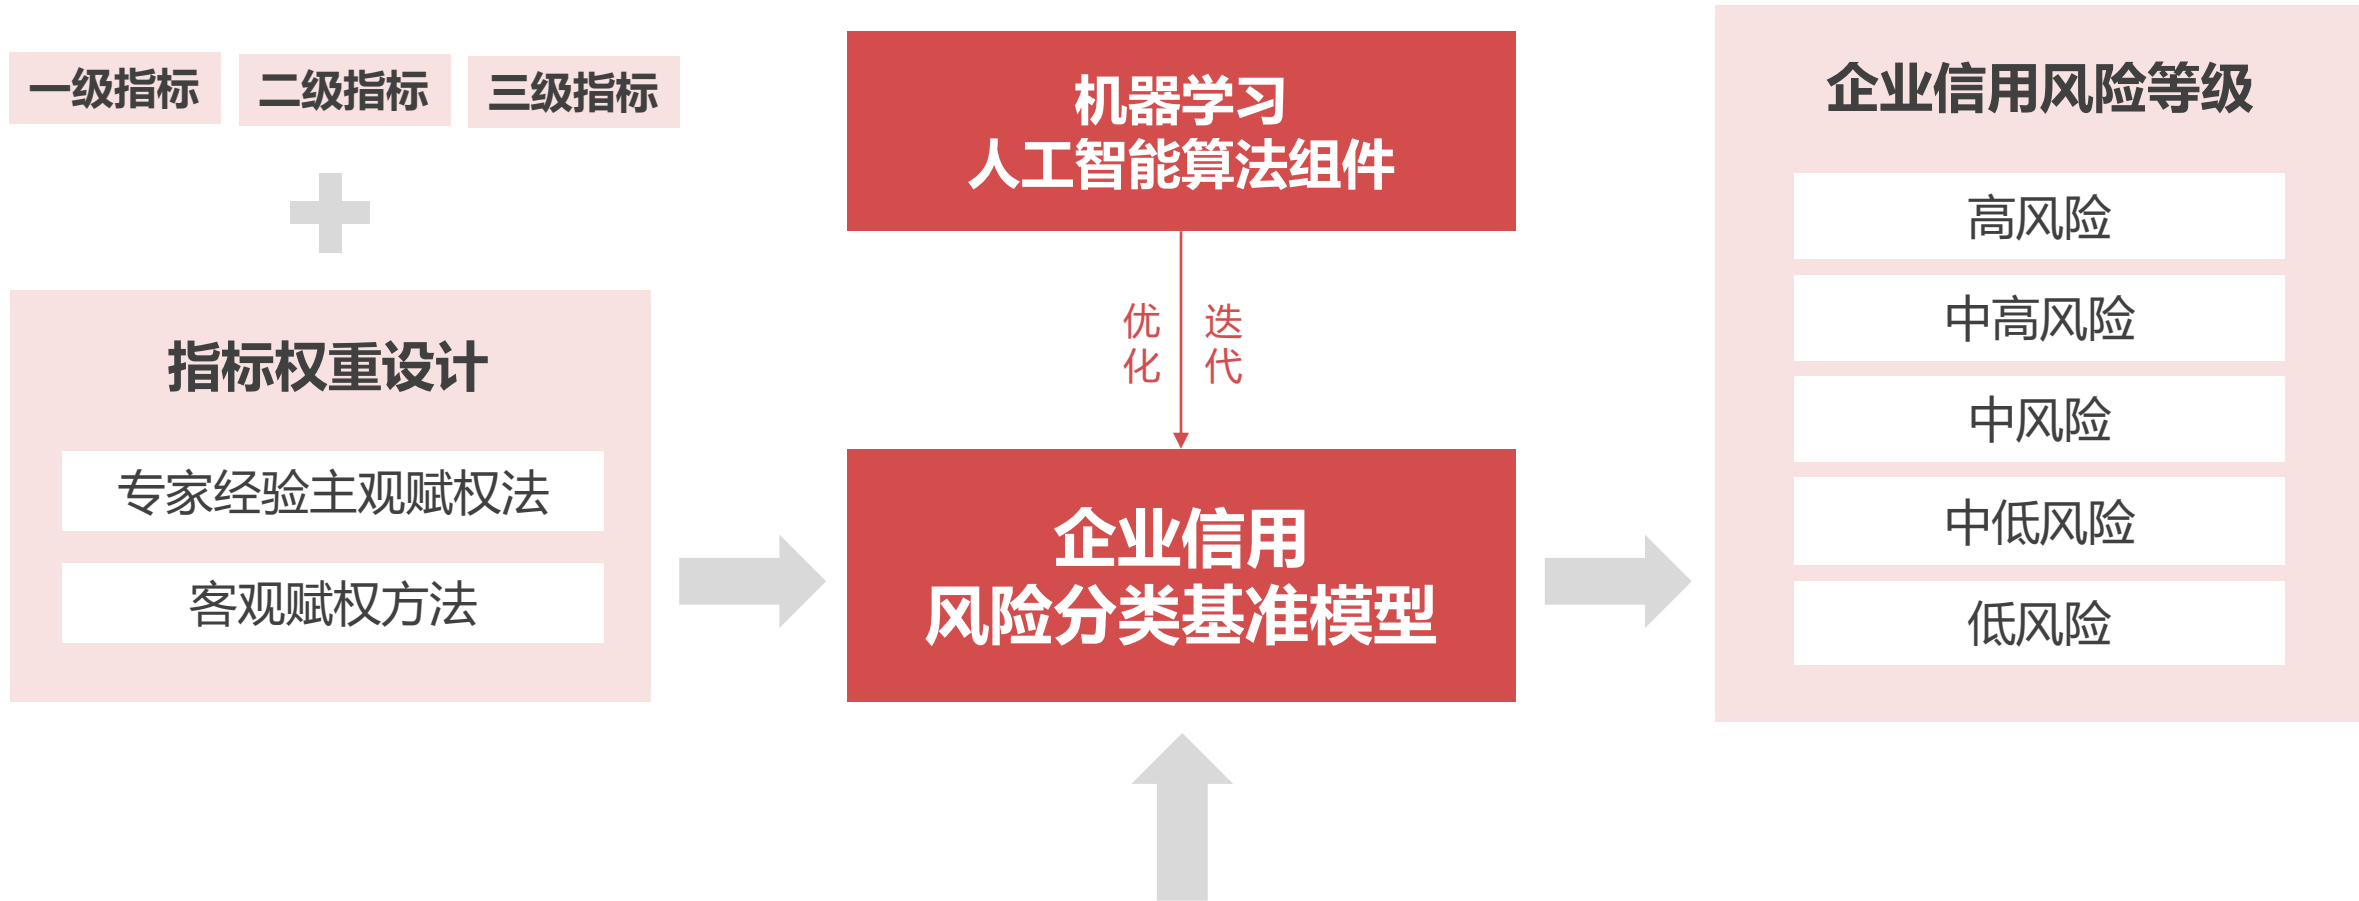 一级指标
二级指标
三级指标
指标权重设计
专家经验主观赋权法
客观赋权方法
机器学习
人工智能算法组件
优化
迭代
企业信用
风险分类基准模型
企业信用风险等级
高风险
中高风险
中风险
中低风险
低风险